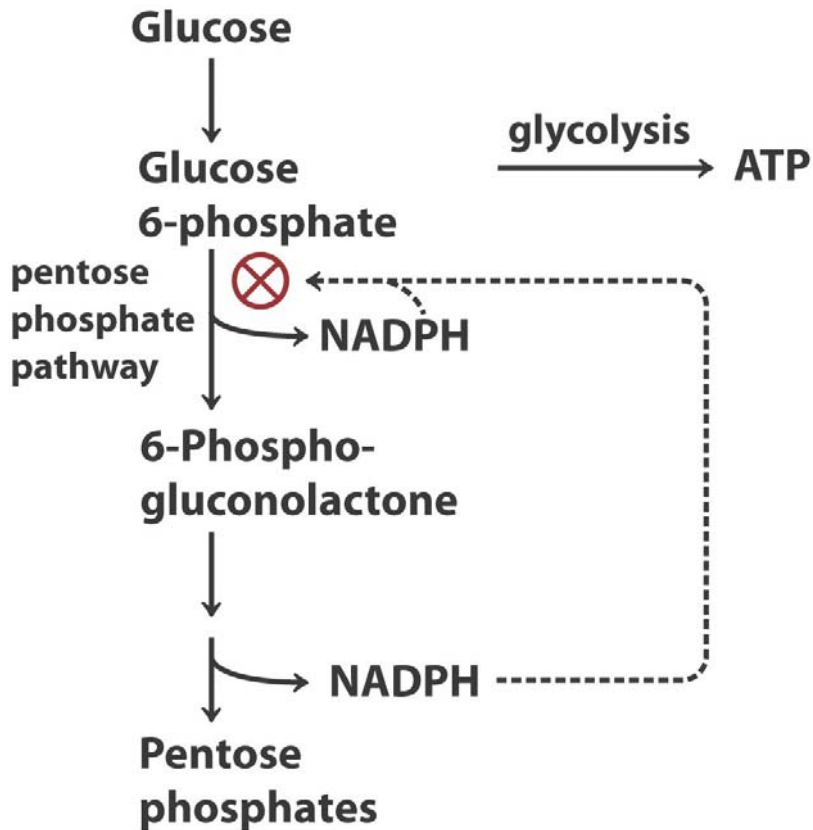 Glucose
glycolysis
Glucose
6-phosphate
ATP
pentose
phosphate
pathway
NADPH
6-Phospho-
gluconolactone
NADPH
Pentose
phosphates